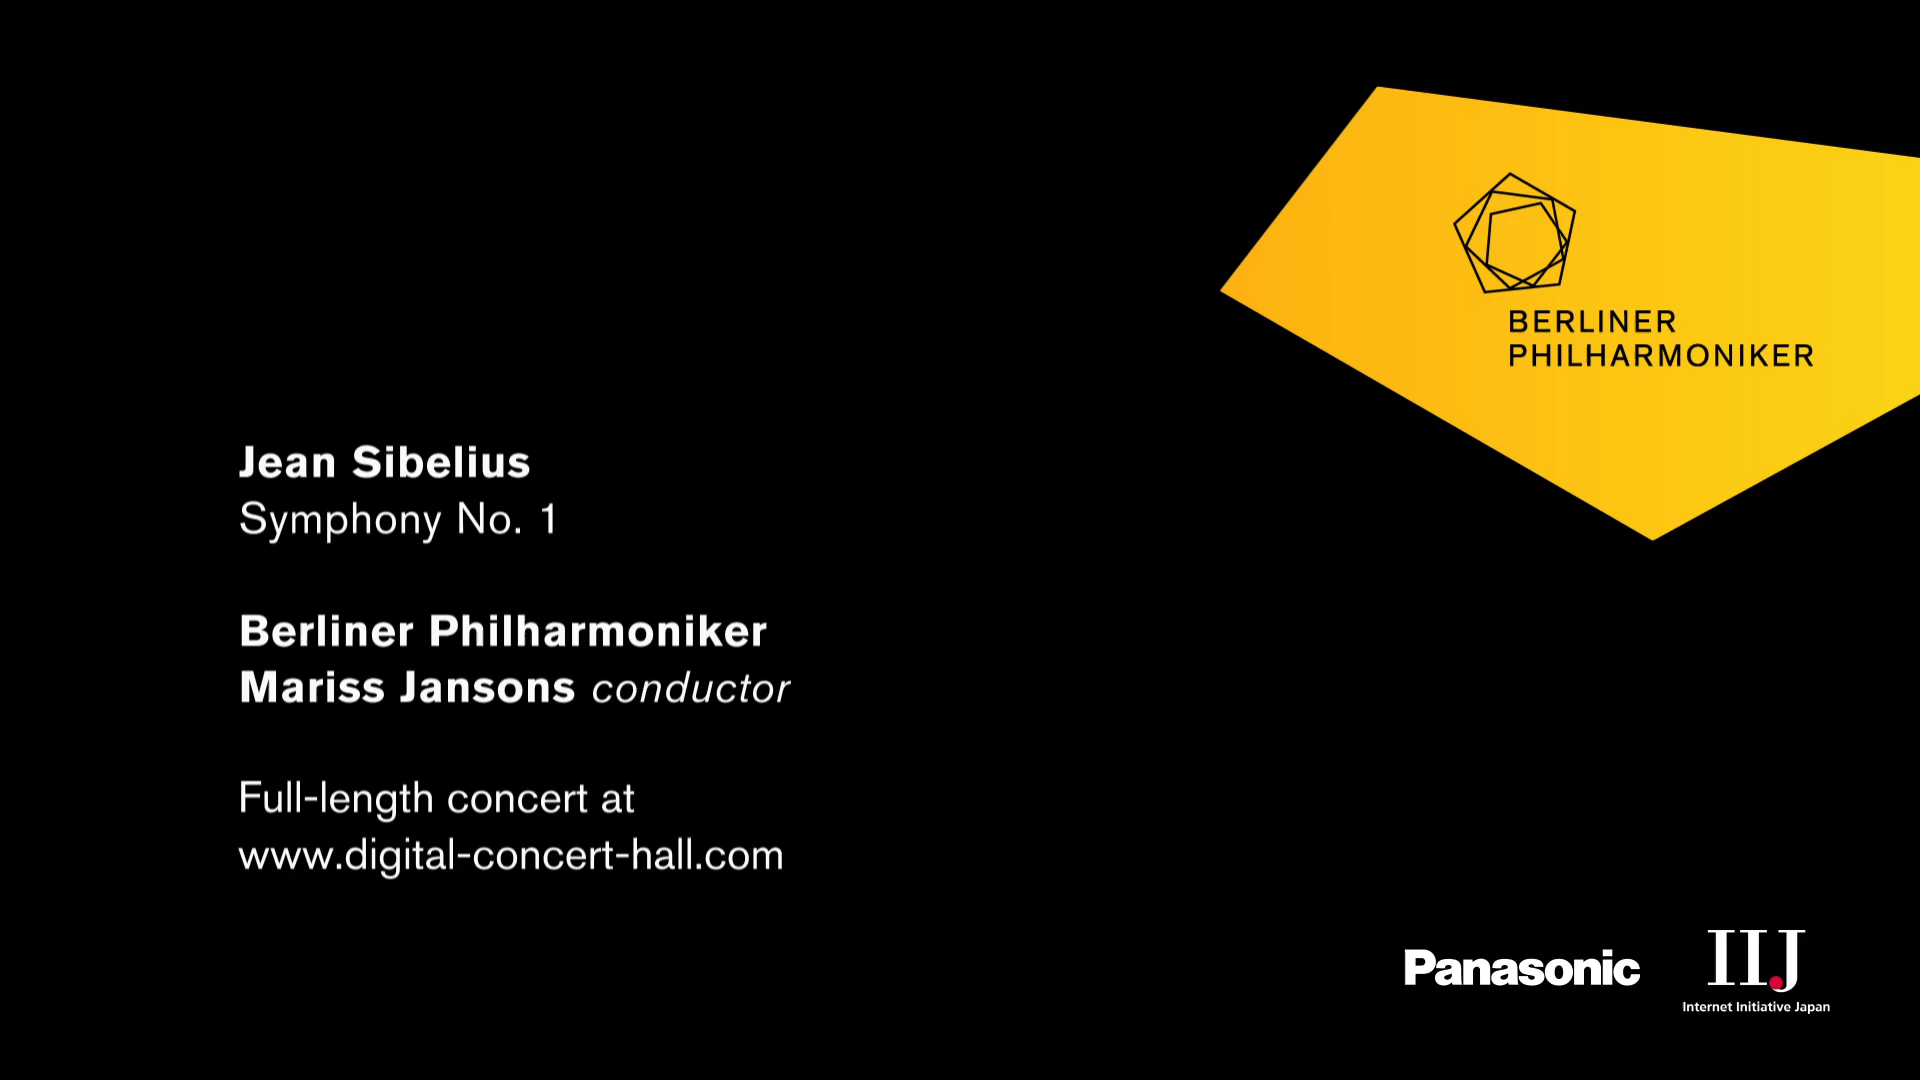 BERLINER
PHILHARMONIKER
Jean Sibelius
Symphony No. 1
Berliner Philharmoniker
Mariss Jansons conductor
Full-length concert at
www.digital-concert-hall.com
Panasonic
IIJ
Internet Initiative Japan